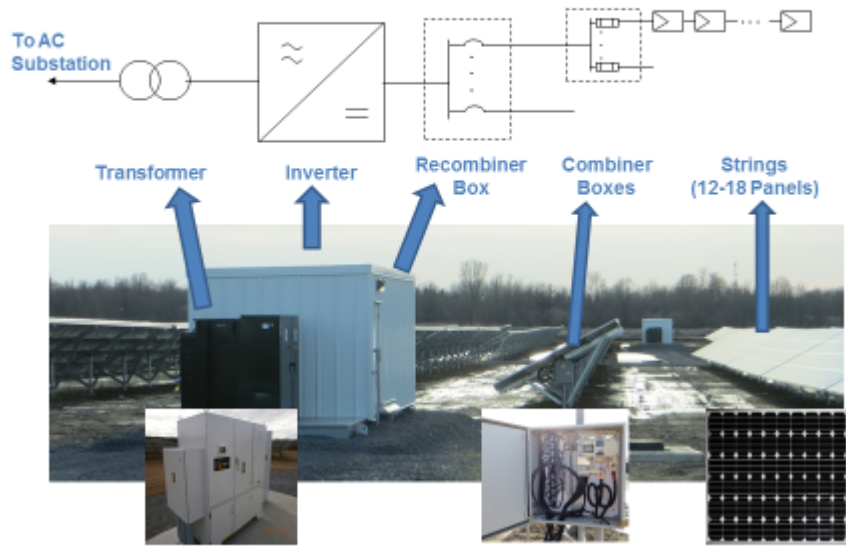 To AC
Substation
Transformer
Inverter
Recombiner
Box
Combiner
Boxes
Strings
(12-18 Panels)